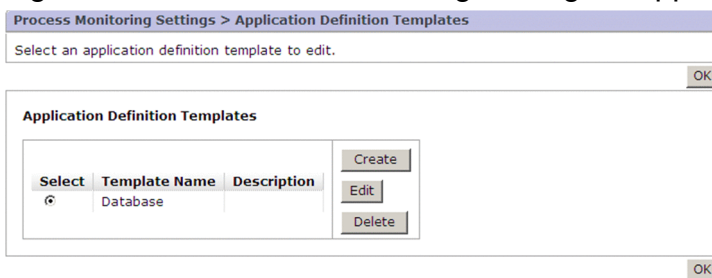 Process Monitoring Settings > Application Definition Templates
Select an application definition template to edit.
OK
Application Definition Templates
Create
Select Template Name Description
Edit
Database
Delete
OK